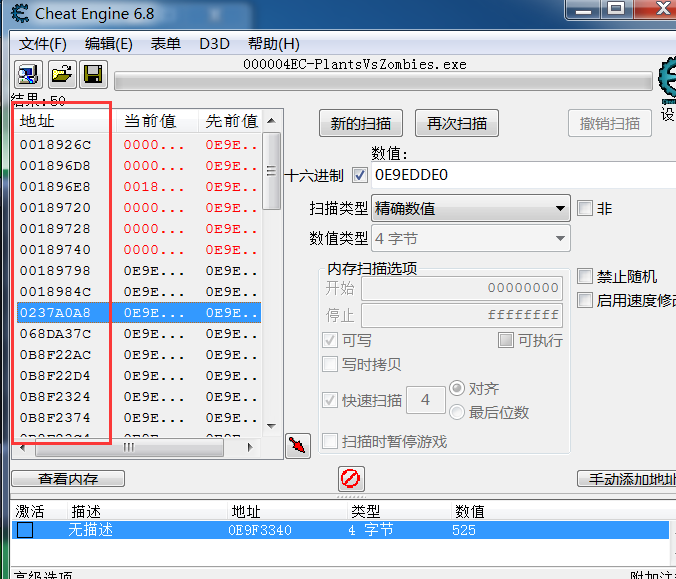 Cheat Engine 6.8
文件(F) 编辑(E) 表单 D3D 帮助(H)
000004EC-PlantsVsZombies.exe
结果:50
设
地址 当前值 先前值
0018926C 0000... 0E9E..
001896D8 0000... 0E9E..
001896E8 0018... 0E9E..
00189720 0000... 0E9E..
00189728 0000... 0E9E..
00189740 0000... 0E9E..
00189798 0E9E... 0E9E..
0018984C 0E9E... 0E9E..
0237A0A8 0E9E... 0E9E..
068DA37C 0E9E... 0E9E..
0B8F22AC 0E9E... 0E9E..
0B8F22D4 0E9E... 0E9E..
0B8F2324 0E9E... 0E9E..
0B8F2374 0E9E... 0E9E..
新的扫描 再次扫描 撤销扫描
数值:
十六进制 0E9EDDE0
扫描类型 精确数值 非
数值类型 4 字节
内存扫描选项
开始 00000000
停止 ffffffff
可写 可执行
写时拷贝
快速扫描 4 对齐
最后位数
扫描时暂停游戏
禁止随机
启用速度修改
查看内存 手动添加地址
激活 描述 地址 类型 数值
无描述 0E9F3340 4 字节 525
高级选项 附加注